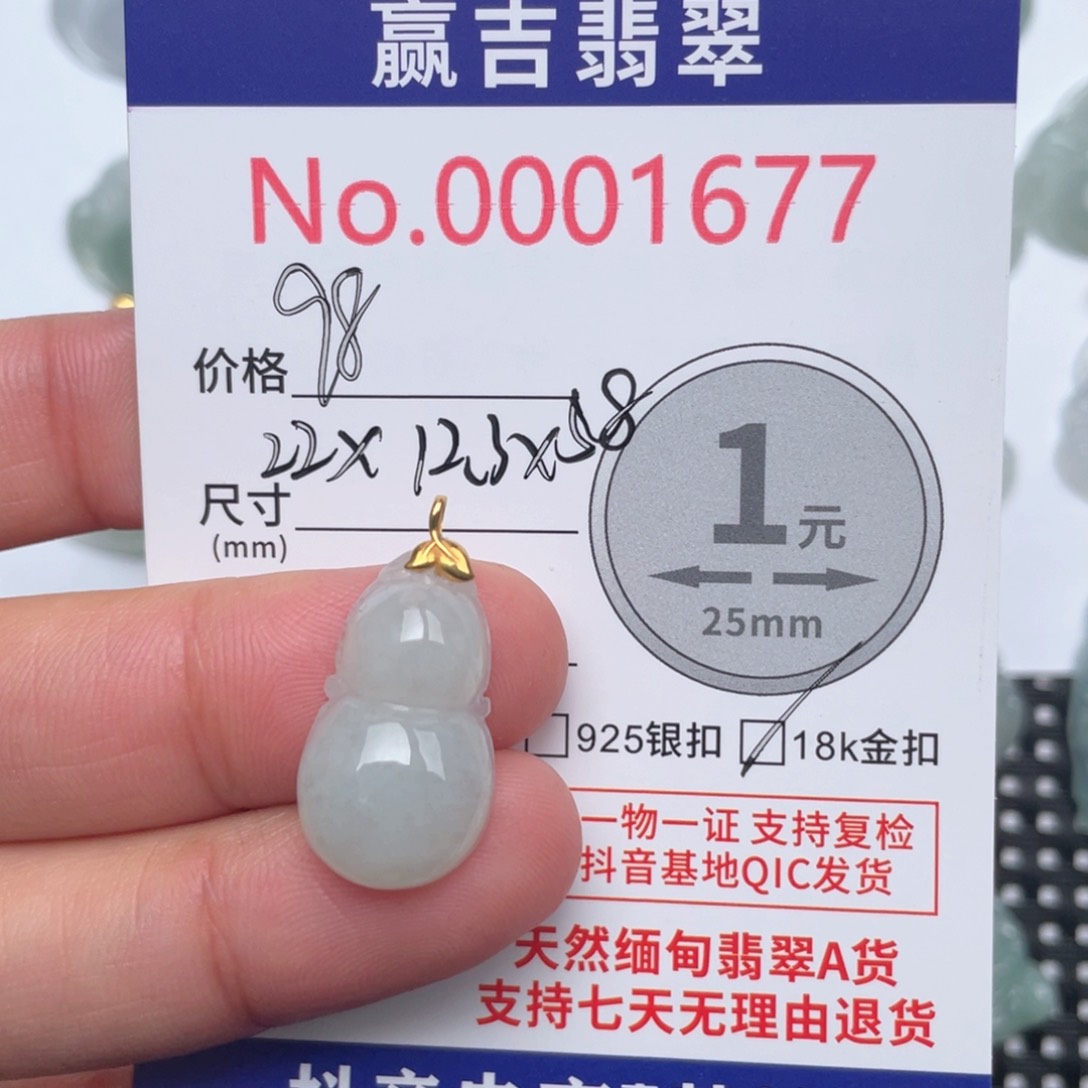 赢吉翡翠
No.0001677
价格 98
22x 12.5x
尺寸
(mm)
1元
25mm
925银扣 18k金扣
一物一证 支持复检
抖音基地QIC发货
天然缅甸翡翠A货
支持七天无理由退货